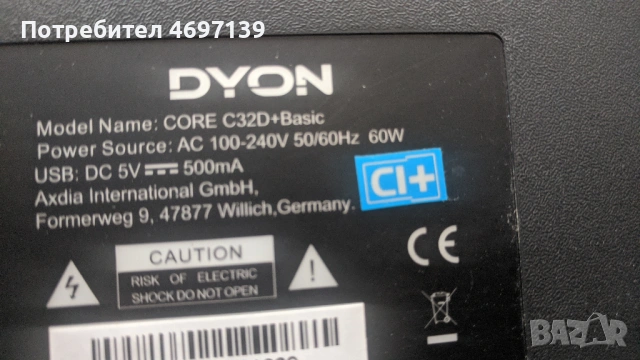 Потребител 4697139
DYON
Model Name: CORE C32D+Basic
Power Source: AC 100-240V 50/60Hz 60W
USB: DC 5V 500mA
Axdia International GmbH,
Formerweg 9, 47877 Willich,Germany.
CI+
CE
CAUTION
RISK OF ELECTRIC
SHOCK DO NOT OPEN
BAZAR